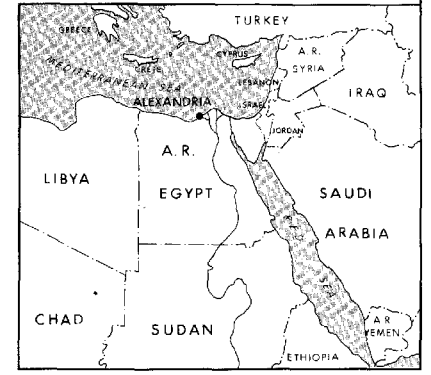 TURKEY
GREECE
CYPRUS
A.R.
SYRIA
CRETE
MEDITERRANEAN SEA
LEBANON
IRAQ
ALEXANDRIA
ISRAEL
JORDAN
A.R.
EGYPT
LIBYA
SAUDI
ARABIA
RED
SEA
CHAD
SUDAN
A.R.
YEMEN
ETHIOPIA